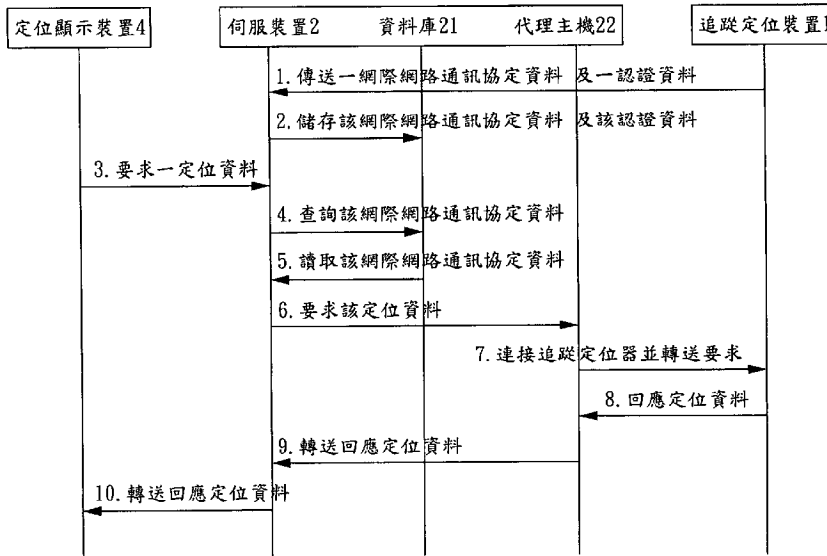 定位顯示裝置4
伺服裝置2
資料庫21
代理主機22
追蹤定位裝置1
1.傳送一網際網路通訊協定資料 及一認證資料
2.儲存該網際網路通訊協定資料 及該認證資料
3.要求一定位資料
4.查詢該網際網路通訊協定資料
5.讀取該網際網路通訊協定資料
6.要求該定位資料
7.連接追蹤定位器並轉送要求
8.回應定位資料
9.轉送回應定位資料
10.轉送回應定位資料